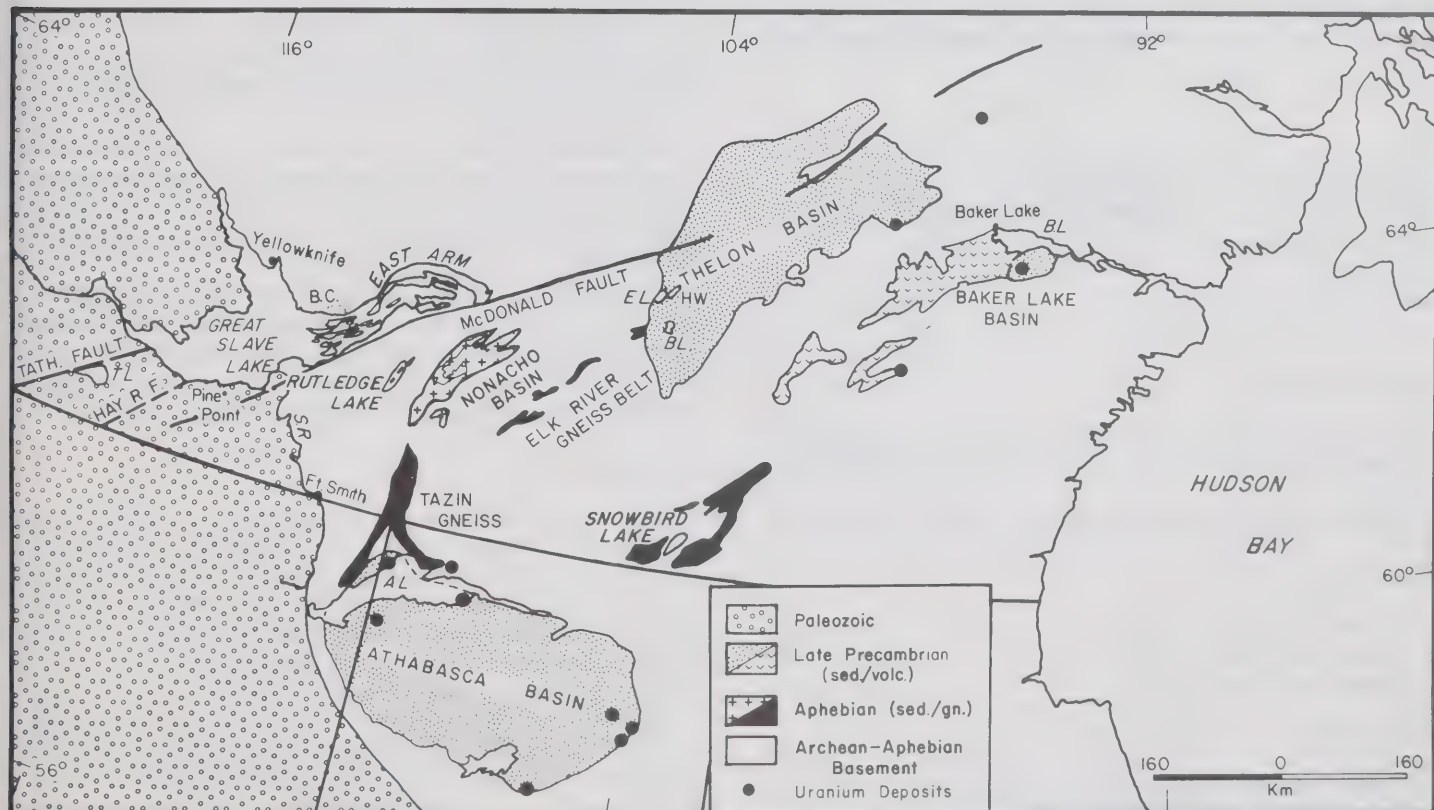 64°
116°
104°
92°
Yellowknife
EAST ARM
B.C.
GREAT
SLAVE
LAKE
McDONALD FAULT
THELON BASIN
EL
HW
BL
Baker Lake
BL
64°
BAKER LAKE
BASIN
TATH. FAULT
TL
HAY R. F.
Pine
Point
RUTLEDGE
LAKE
NONACHO
BASIN
ELK RIVER
GNEISS BELT
SR
Ft Smith
TAZIN
GNEISS
SNOWBIRD
LAKE
HUDSON
BAY
60°
AL
ATHABASCA BASIN
56°
Paleozoic
Late Precambrian
(sed./volc.)
Aphebian (sed./gn.)
Archean-Aphebian
Basement
Uranium Deposits
160 0 160
Km